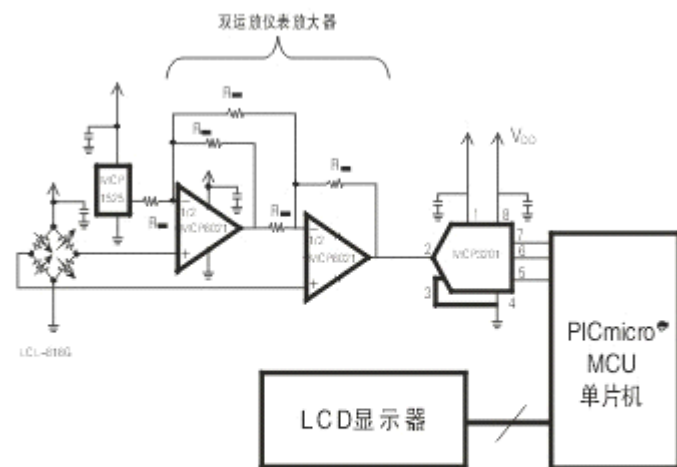 双运放仪表放大器
R
R
R
V_DD
MCP
1525
R
1/2
MCP6021
R
1/2
MCP6021
1
8
2
MCP3201
7
6
5
3
4
LCL-816G
PICmicro®
MCU
单片机
LCD显示器